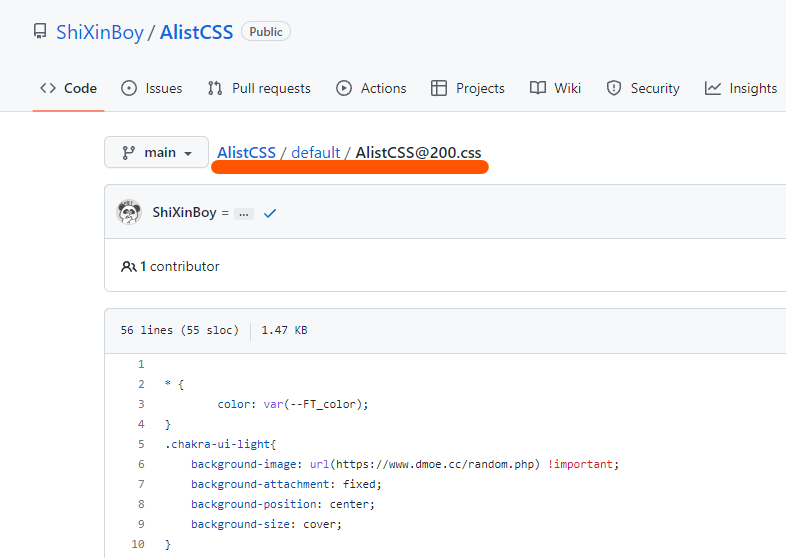 ShiXinBoy / AlistCSS Public
Code Issues Pull requests Actions Projects Wiki Security Insights
main AlistCSS / default / AlistCSS@200.css
ShiXinBoy = ...
1 contributor
56 lines (55 sloc) 1.47 KB
1
2 * {
3 color: var(--FT_color);
4 }
5 .chakra-ui-light{
6 background-image: url(https://www.dmoe.cc/random.php) !important;
7 background-attachment: fixed;
8 background-position: center;
9 background-size: cover;
10 }